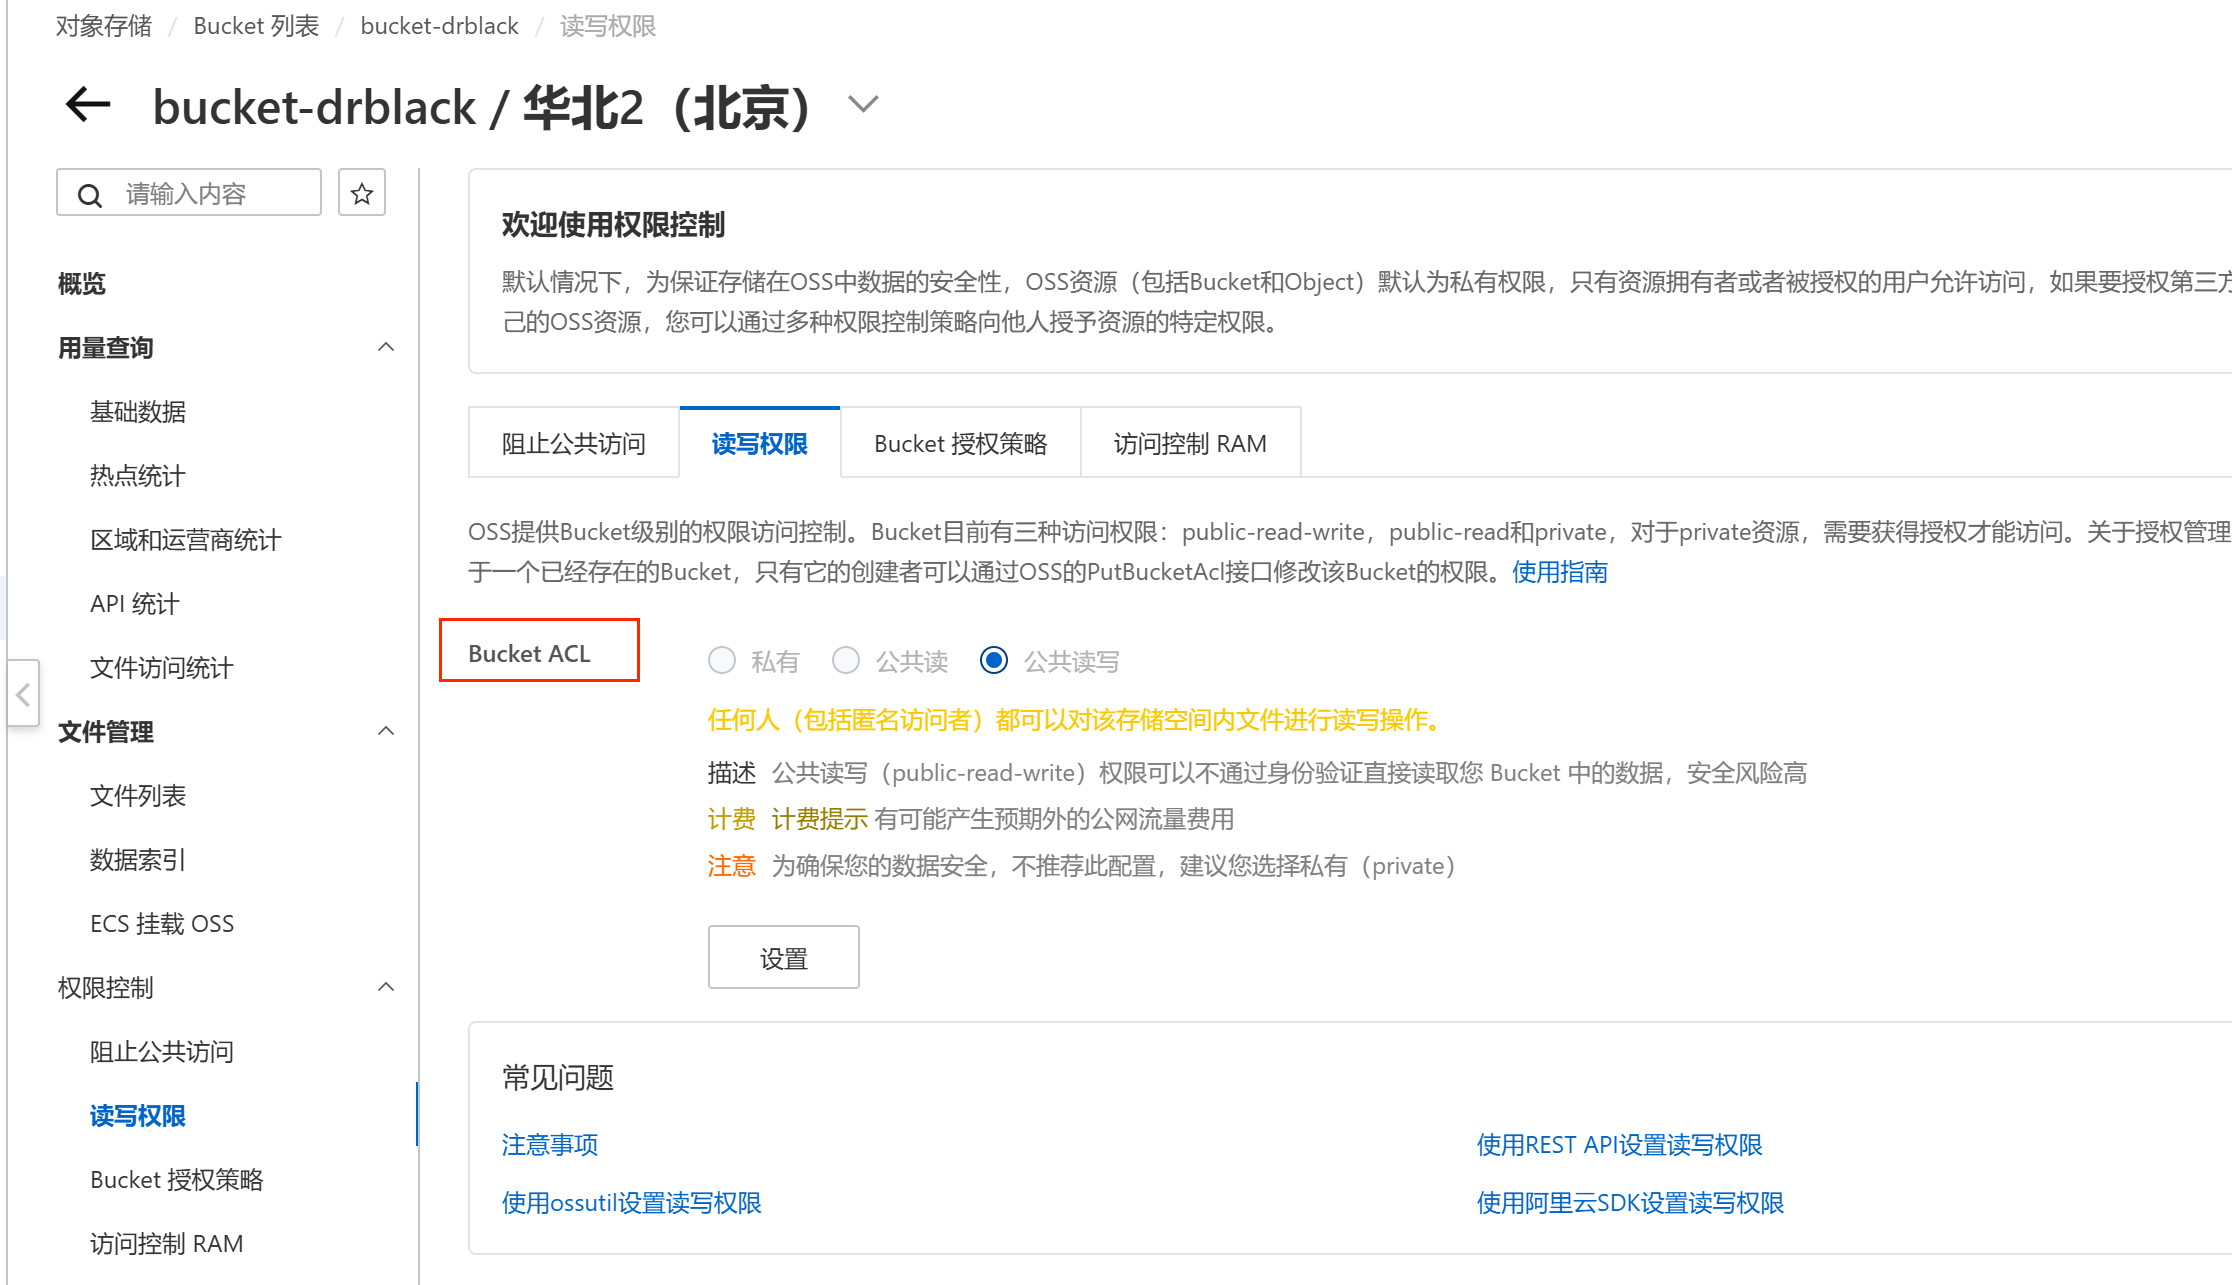 对象存储 / Bucket 列表 / bucket-drblack / 读写权限
bucket-drblack / 华北2（北京）
请输入内容
概览
用量查询
基础数据
热点统计
区域和运营商统计
API 统计
文件访问统计
文件管理
文件列表
数据索引
ECS 挂载 OSS
权限控制
阻止公共访问
读写权限
Bucket 授权策略
访问控制 RAM
欢迎使用权限控制
默认情况下，为保证存储在OSS中数据的安全性，OSS资源（包括Bucket和Object）默认为私有权限，只有资源拥有者或者被授权的用户允许访问，如果要授权第三方
己的OSS资源，您可以通过多种权限控制策略向他人授予资源的特定权限。
阻止公共访问 读写权限 Bucket 授权策略 访问控制 RAM
OSS提供Bucket级别的权限访问控制。Bucket目前有三种访问权限：public-read-write，public-read和private，对于private资源，需要获得授权才能访问。关于授权管理
于一个已经存在的Bucket，只有它的创建者可以通过OSS的PutBucketAcl接口修改该Bucket的权限。使用指南
Bucket ACL 私有 公共读 公共读写
任何人（包括匿名访问者）都可以对该存储空间内文件进行读写操作。
描述 公共读写（public-read-write）权限可以不通过身份验证直接读取您 Bucket 中的数据，安全风险高
计费 计费提示 有可能产生预期外的公网流量费用
注意 为确保您的数据安全，不推荐此配置，建议您选择私有（private）
设置
常见问题
注意事项 使用REST API设置读写权限
使用ossutil设置读写权限 使用阿里云SDK设置读写权限